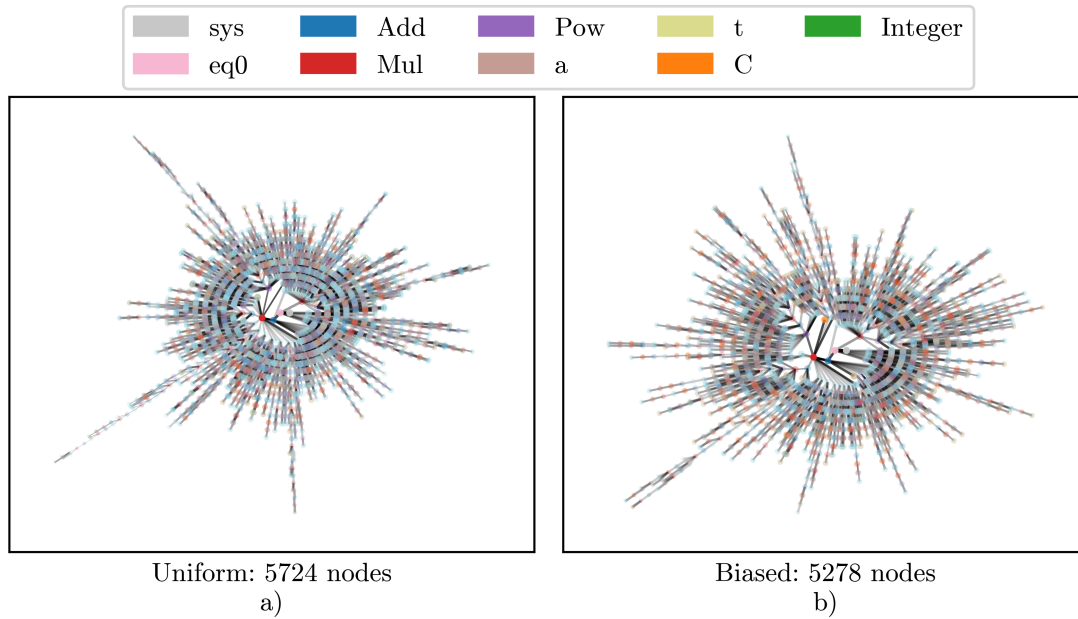 sys Add Pow t Integer
eq0 Mul a C
Uniform: 5724 nodes Biased: 5278 nodes
a) b)